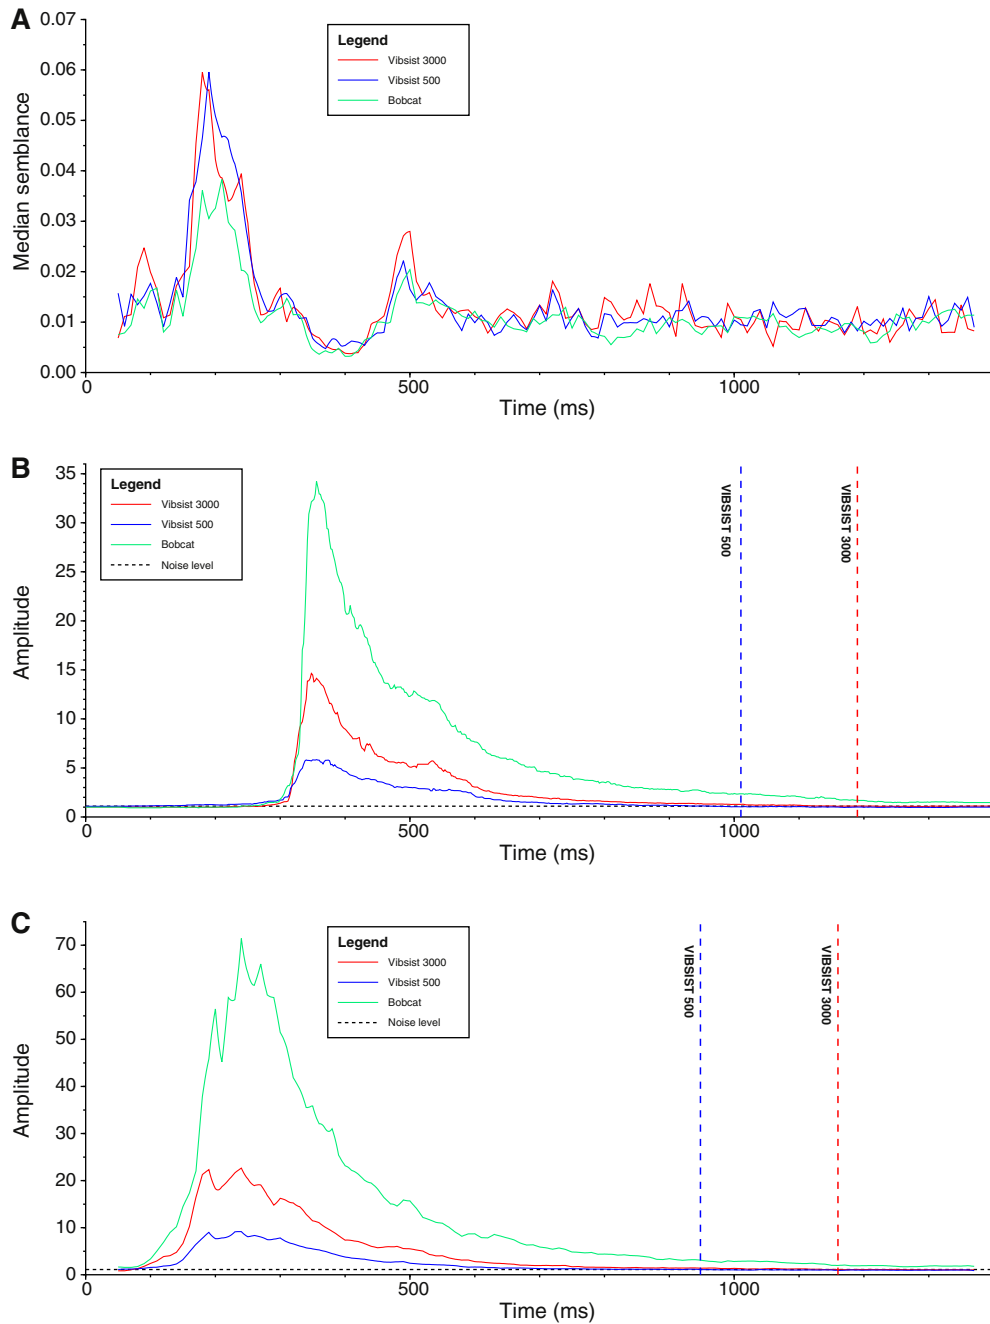 A
0.07
0.06
0.05
0.04
0.03
0.02
0.01
0.00
Median semblance
Legend
Vibsist 3000
Vibsist 500
Bobcat
0
500
1000
Time (ms)
B
35
30
25
20
15
10
5
0
Amplitude
Legend
Vibsist 3000
Vibsist 500
Bobcat
Noise level
VIBSIST 500
VIBSIST 3000
0
500
1000
Time (ms)
C
70
60
50
40
30
20
10
0
Amplitude
Legend
Vibsist 3000
Vibsist 500
Bobcat
Noise level
VIBSIST 500
VIBSIST 3000
0
500
1000
Time (ms)